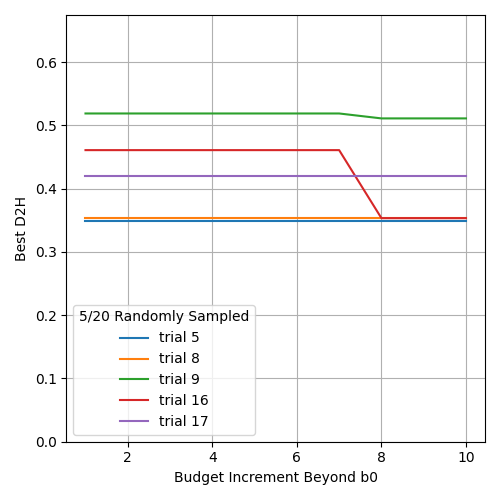 Best D2H
0.6
0.5
0.4
0.3
0.2
0.1
0.0
5/20 Randomly Sampled
trial 5
trial 8
trial 9
trial 16
trial 17
2 4 6 8 10
Budget Increment Beyond b0